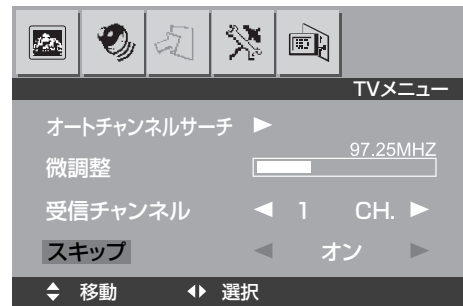 TVメニュー
オートチャンネルサーチ ▶
97.25MHZ
微調整
受信チャンネル ◀ 1 CH. ▶
スキップ ◀ オン ▶
移動 選択